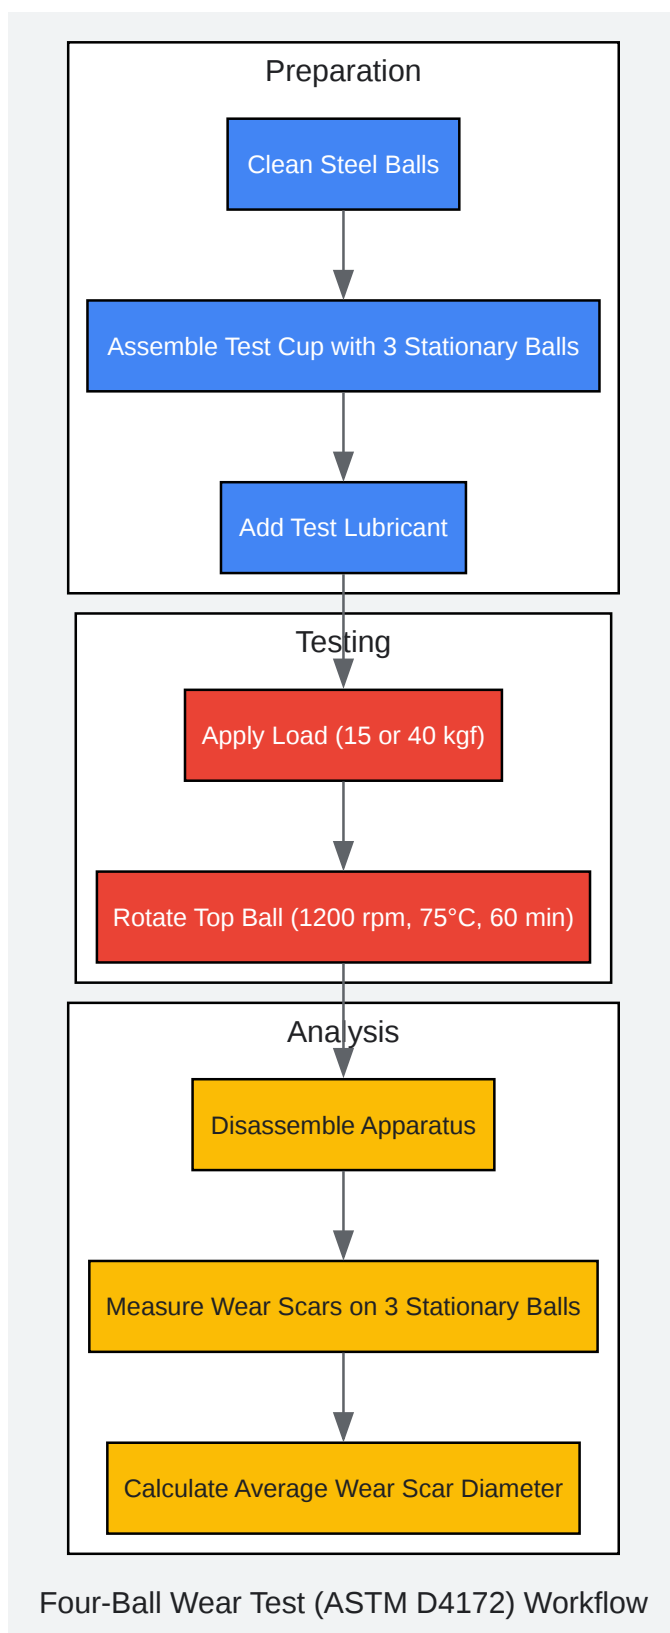 Preparation
Clean Steel Balls
Assemble Test Cup with 3 Stationary Balls
Add Test Lubricant
Testing
Apply Load (15 or 40 kgf)
Rotate Top Ball (1200 rpm, 75°C, 60 min)
Analysis
Disassemble Apparatus
Measure Wear Scars on 3 Stationary Balls
Calculate Average Wear Scar Diameter
Four-Ball Wear Test (ASTM D4172) Workflow